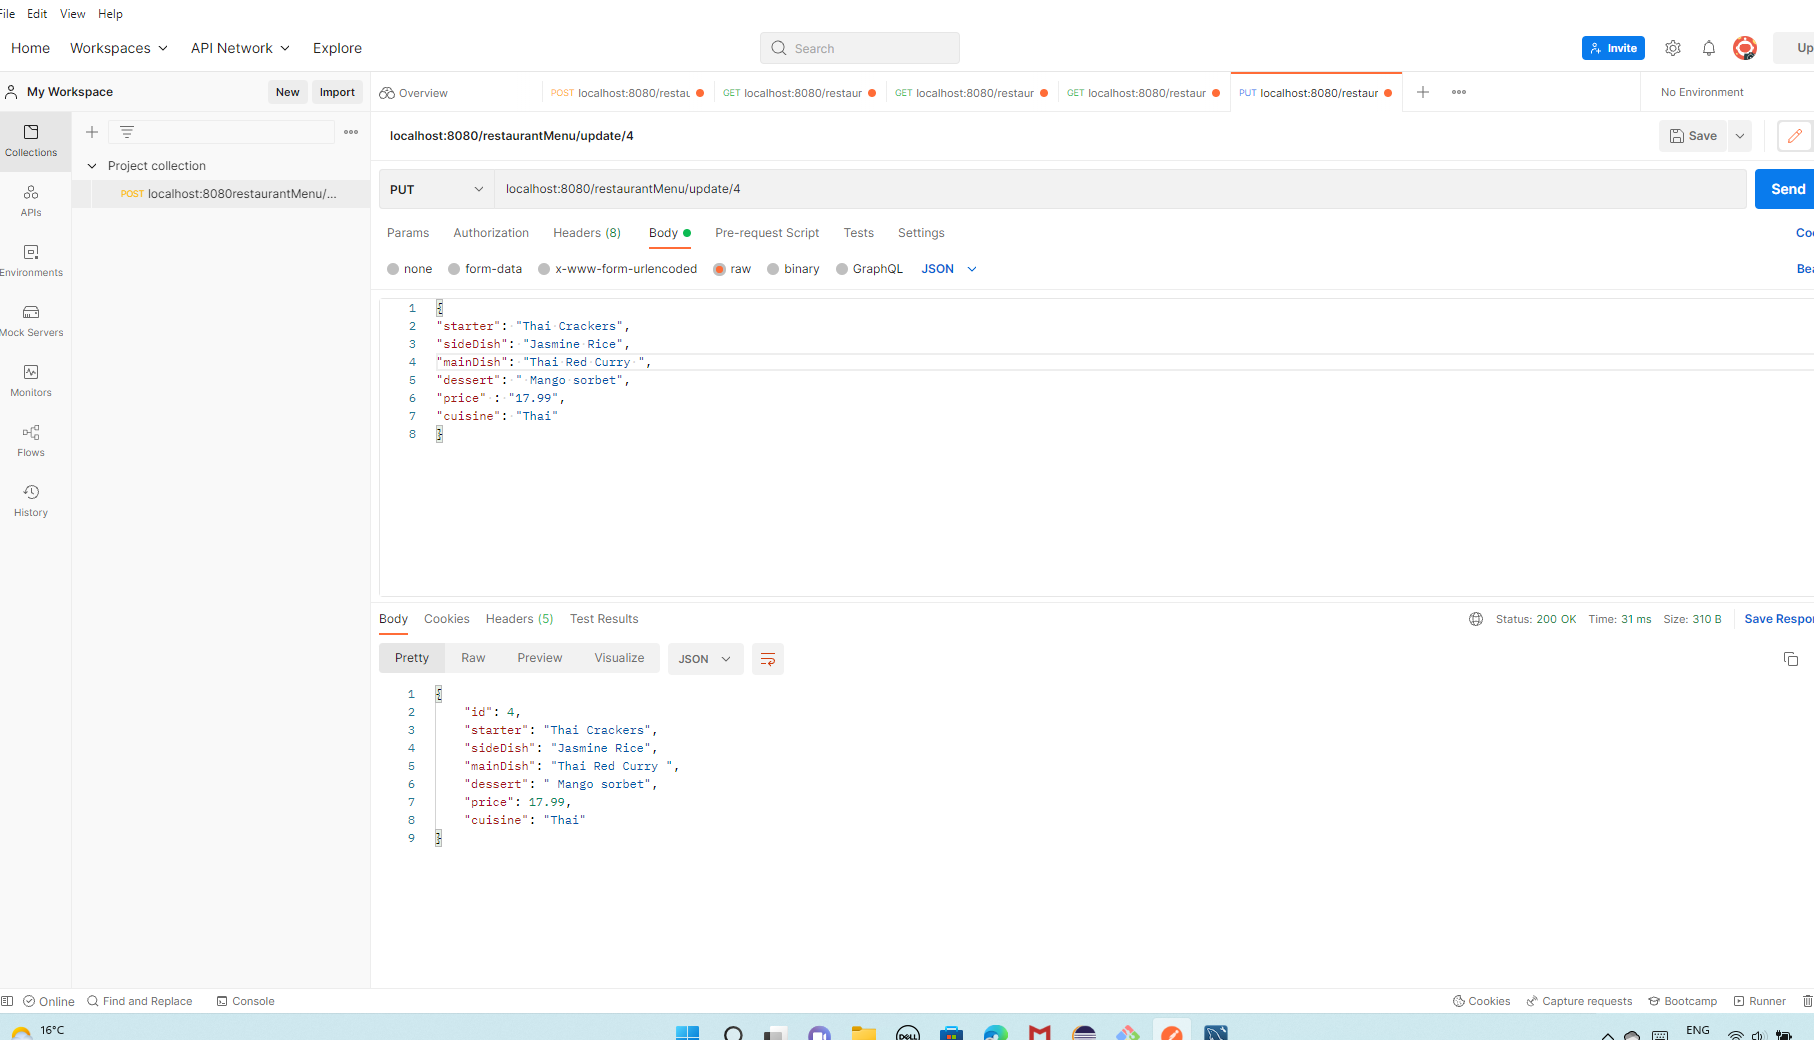 File Edit View Help
Home Workspaces API Network Explore Search Invite Up
My Workspace New Import Overview POST localhost:8080/restau GET localhost:8080/restaur GET localhost:8080/restaur GET localhost:8080/restaur PUT localhost:8080/restaur No Environment
Collections
APIs
Environments
Mock Servers
Monitors
Flows
History
Project collection
POST localhost:8080restaurantMenu/...
localhost:8080/restaurantMenu/update/4 Save
PUT localhost:8080/restaurantMenu/update/4 Send
Params Authorization Headers (8) Body Pre-request Script Tests Settings Coo
none form-data x-www-form-urlencoded raw binary GraphQL JSON Bea
1 {
2 "starter": "Thai Crackers",
3 "sideDish": "Jasmine Rice",
4 "mainDish": "Thai Red Curry ",
5 "dessert": " Mango sorbet",
6 "price" : "17.99",
7 "cuisine": "Thai"
8 }
Body Cookies Headers (5) Test Results Status: 200 OK Time: 31 ms Size: 310 B Save Respon
Pretty Raw Preview Visualize JSON
1 {
2 "id": 4,
3 "starter": "Thai Crackers",
4 "sideDish": "Jasmine Rice",
5 "mainDish": "Thai Red Curry ",
6 "dessert": " Mango sorbet",
7 "price": 17.99,
8 "cuisine": "Thai"
9 }
Online Find and Replace Console Cookies Capture requests Bootcamp Runner
16°C DELL ENG